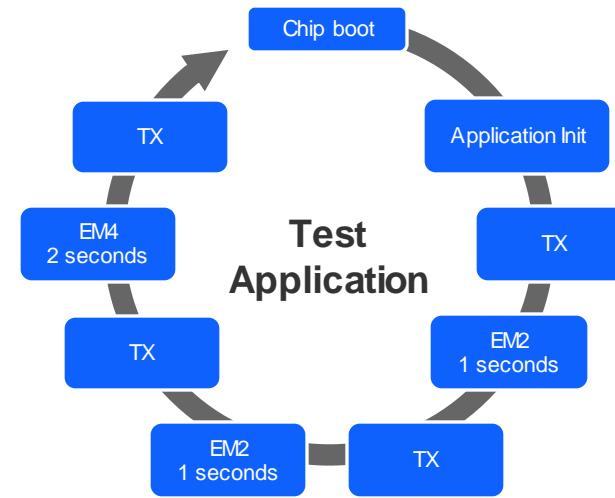 Chip boot
Application Init
TX
EM2
1 seconds
TX
EM2
1 seconds
TX
EM4
2 seconds
TX
Test
Application